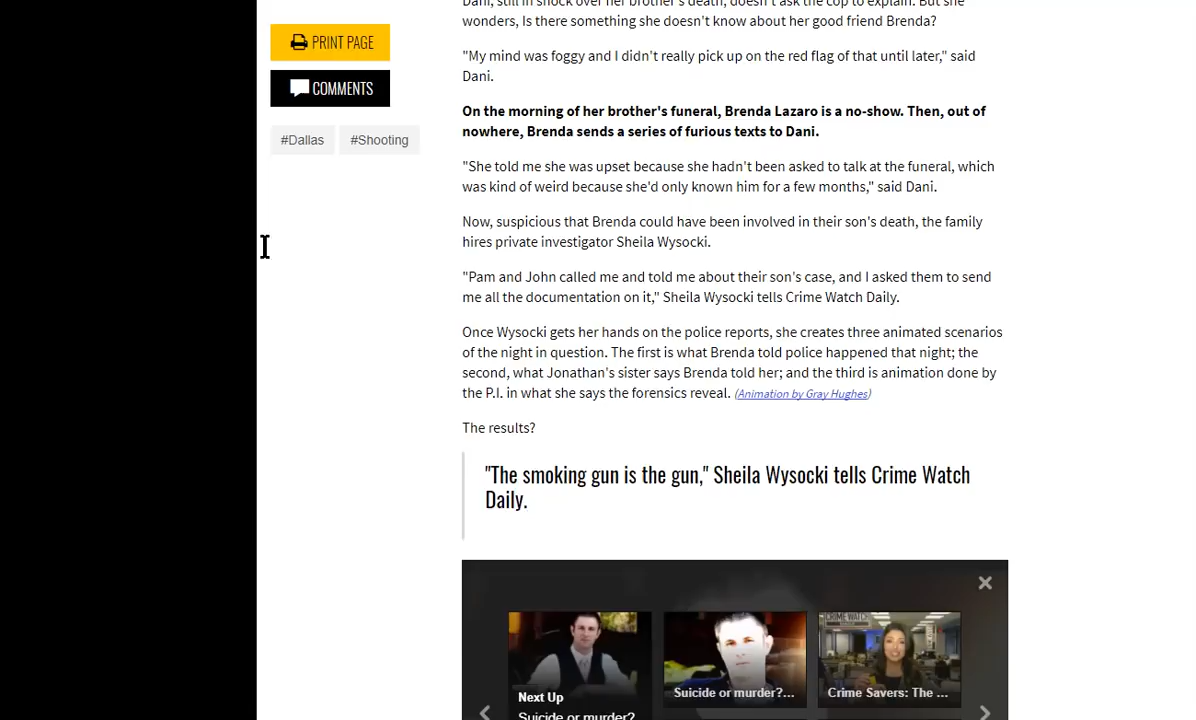 Dani, still in shock over her brother's death, doesn't ask the cop to explain. But she
wonders, Is there something she doesn't know about her good friend Brenda?
PRINT PAGE
"My mind was foggy and I didn't really pick up on the red flag of that until later," said
Dani.
COMMENTS
On the morning of her brother's funeral, Brenda Lazaro is a no-show. Then, out of
nowhere, Brenda sends a series of furious texts to Dani.
#Dallas #Shooting
"She told me she was upset because she hadn't been asked to talk at the funeral, which
was kind of weird because she'd only known him for a few months," said Dani.
Now, suspicious that Brenda could have been involved in their son's death, the family
hires private investigator Sheila Wysocki.
"Pam and John called me and told me about their son's case, and I asked them to send
me all the documentation on it," Sheila Wysocki tells Crime Watch Daily.
Once Wysocki gets her hands on the police reports, she creates three animated scenarios
of the night in question. The first is what Brenda told police happened that night; the
second, what Jonathan's sister says Brenda told her; and the third is animation done by
the P.I. in what she says the forensics reveal. (Animation by Gray Hughes)
The results?
"The smoking gun is the gun," Sheila Wysocki tells Crime Watch
Daily.
CRIME WATCH
Next Up
Suicide or murder?
Suicide or murder?...
Crime Savers: The ...